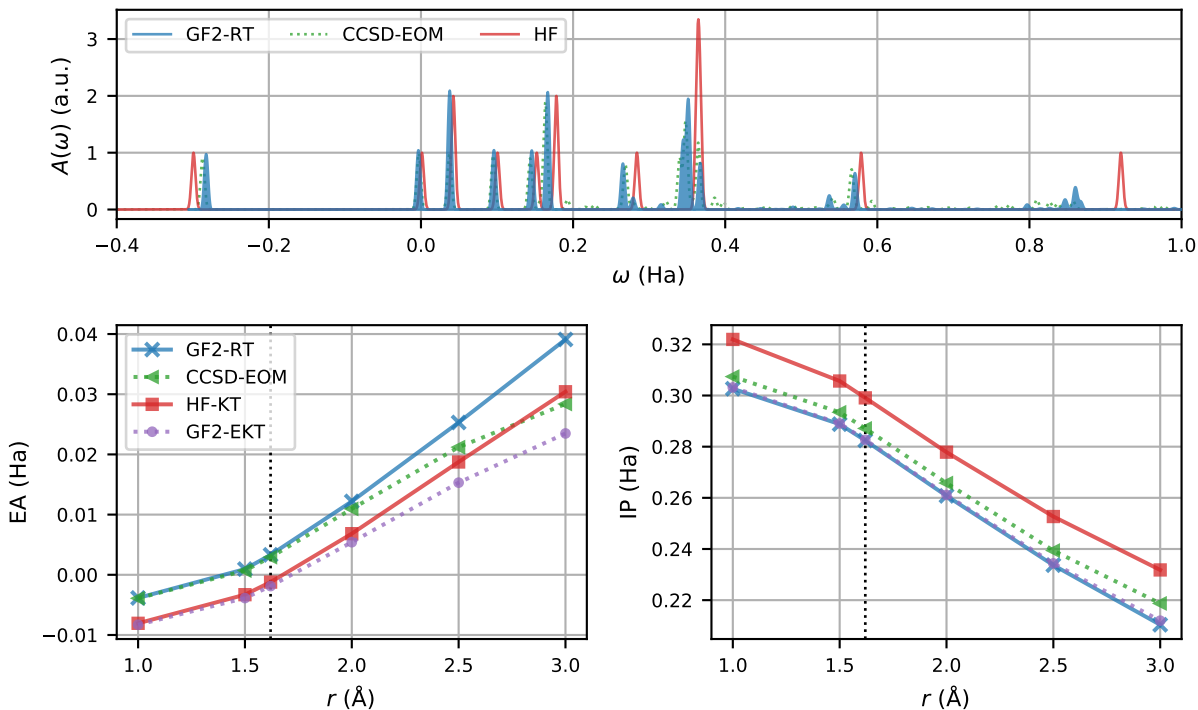 GF2-RT CCSD-EOM HF
A(ω) (a.u.)
3
2
1
0
−0.4 −0.2 0.0 0.2 0.4 0.6 0.8 1.0
ω (Ha)
GF2-RT
CCSD-EOM
HF-KT
GF2-EKT
EA (Ha)
0.04
0.03
0.02
0.01
0.00
−0.01
1.0 1.5 2.0 2.5 3.0
r (Å)
IP (Ha)
0.32
0.30
0.28
0.26
0.24
0.22
1.0 1.5 2.0 2.5 3.0
r (Å)